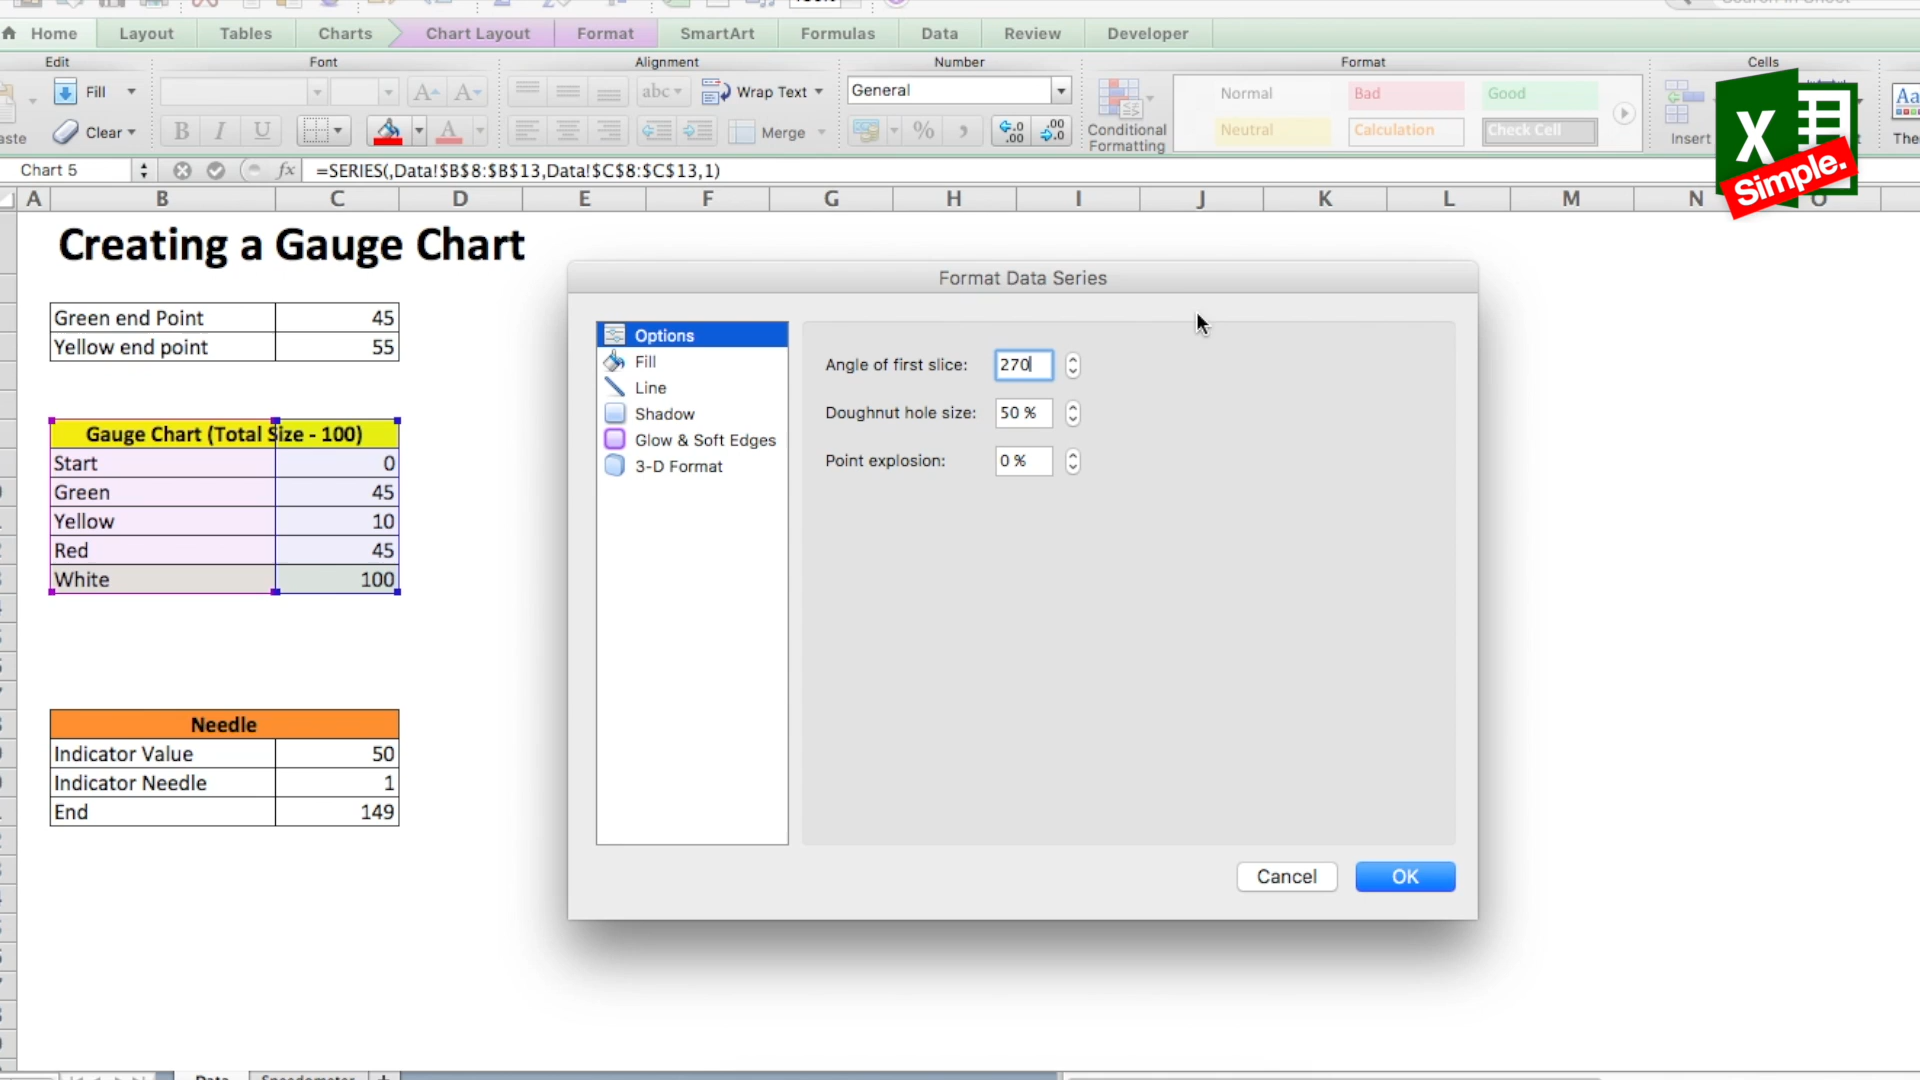 Home Layout Tables Charts Chart Layout Format SmartArt Formulas Data Review Developer
Edit Font Alignment Number Format Cells
Fill abc Wrap Text General Normal Bad Good
Clear B I U Merge % Conditional Formatting Neutral Calculation Check Cell Insert
X
Simple.
Chart 5 fx =SERIES(,Data!$B$8:$B$13,Data!$C$8:$C$13,1)
A B C D E F G H I J K L M N O
Creating a Gauge Chart
Green end Point 45
Yellow end point 55
Gauge Chart (Total Size - 100)
Start 0
Green 45
Yellow 10
Red 45
White 100
Needle
Indicator Value 50
Indicator Needle 1
End 149
Format Data Series
Options
Fill
Line
Shadow
Glow & Soft Edges
3-D Format
Angle of first slice: 270
Doughnut hole size: 50 %
Point explosion: 0 %
Cancel OK